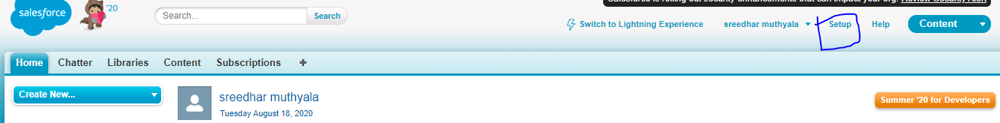 Salesforce is rolling out security enhancements that can impact your org. Review Security Alert
salesforce
'20
Search...
Search
Switch to Lightning Experience
sreedhar muthyala
Setup
Help
Content
Home
Chatter
Libraries
Content
Subscriptions
+
Create New...
sreedhar muthyala
Tuesday August 18, 2020
Summer '20 for Developers